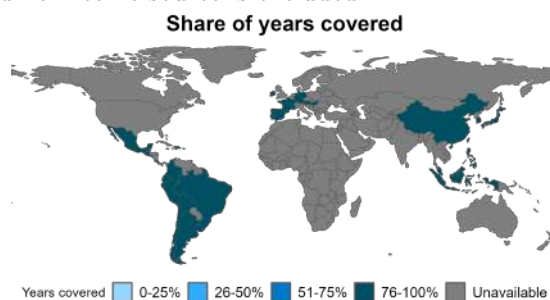 Share of years covered
Years covered 0-25% 26-50% 51-75% 76-100% Unavailable